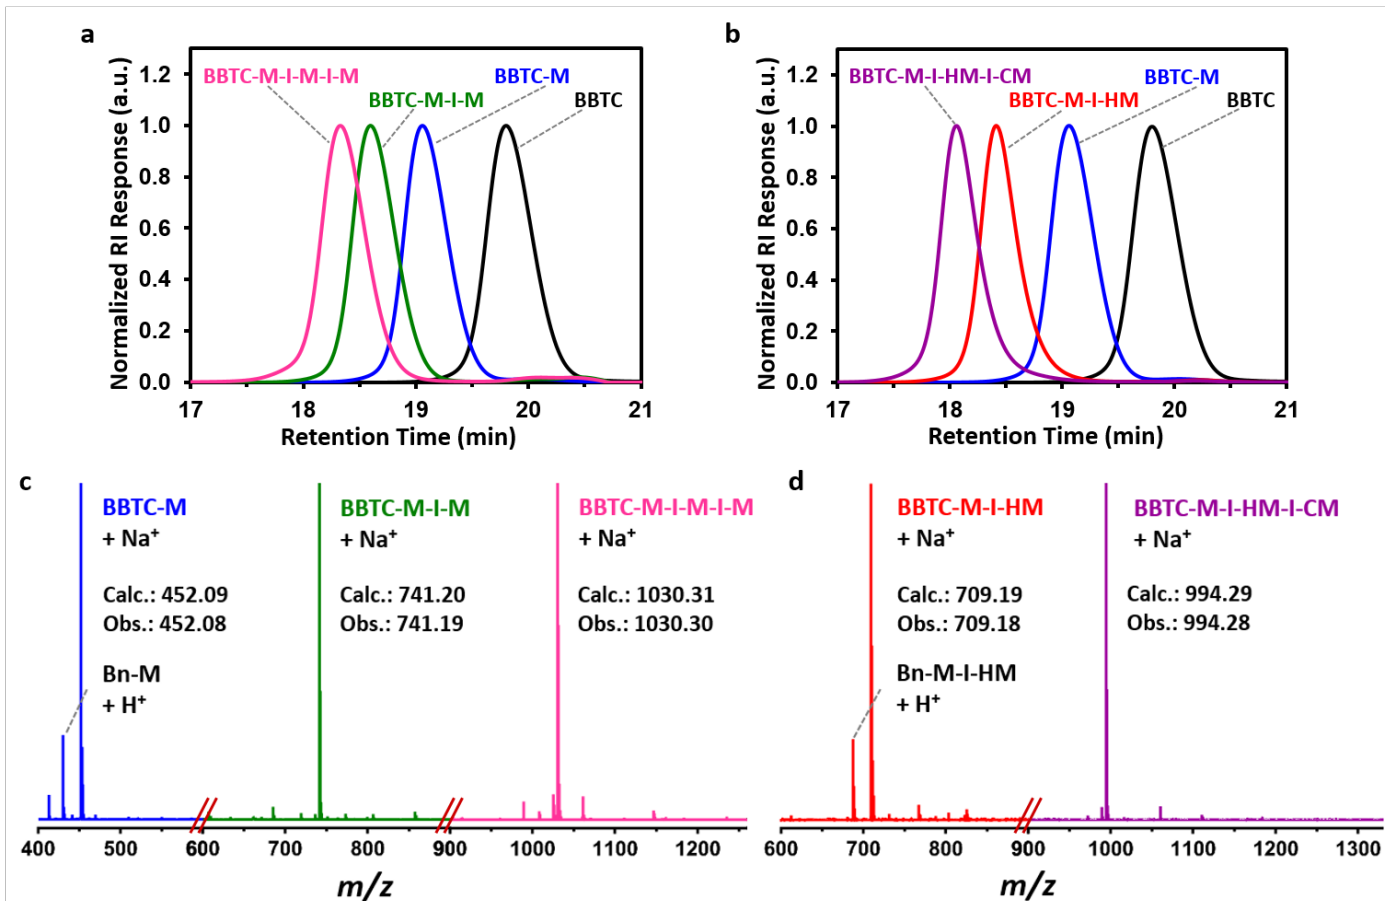 a
Normalized RI Response (a.u.)
1.2
1.0
0.8
0.6
0.4
0.2
0.0
BBTC-M-I-M-I-M
BBTC-M
BBTC-M-I-M
BBTC
17
18
19
20
21
Retention Time (min)
b
Normalized RI Response (a.u.)
1.2
1.0
0.8
0.6
0.4
0.2
0.0
BBTC-M-I-HM-I-CM
BBTC-M
BBTC-M-I-HM
BBTC
17
18
19
20
21
Retention Time (min)
c
BBTC-M
+ Na⁺
Calc.: 452.09
Obs.: 452.08
Bn-M
+ H⁺
BBTC-M-I-M
+ Na⁺
Calc.: 741.20
Obs.: 741.19
BBTC-M-I-M-I-M
+ Na⁺
Calc.: 1030.31
Obs.: 1030.30
400
500
600
700
800
900
1000
1100
1200
m/z
d
BBTC-M-I-HM
+ Na⁺
Calc.: 709.19
Obs.: 709.18
Bn-M-I-HM
+ H⁺
BBTC-M-I-HM-I-CM
+ Na⁺
Calc.: 994.29
Obs.: 994.28
600
700
800
900
1000
1100
1200
1300
m/z